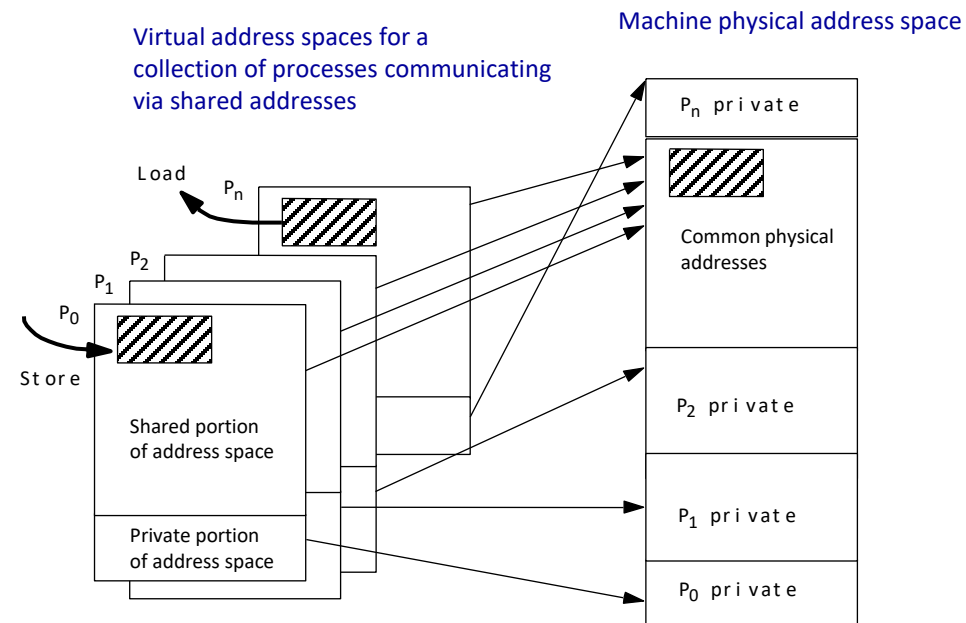 Machine physical address space
Virtual address spaces for a
collection of processes communicating
via shared addresses
Pn private
Load
Pn
Common physical
addresses
P2
P1
P0
Store
Shared portion
of address space
P2 private
Private portion
of address space
P1 private
P0 private